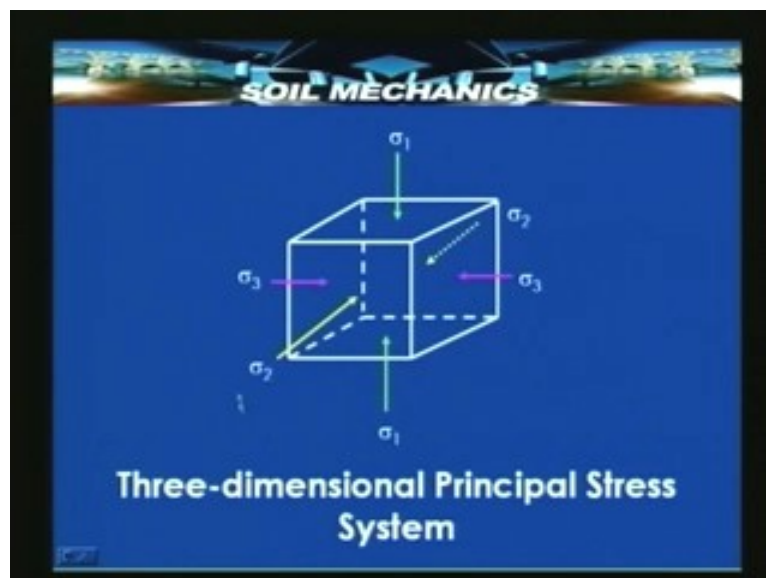 SOIL MECHANICS
σ1
σ2
σ3
σ3
σ2
σ1
Three-dimensional Principal Stress
System